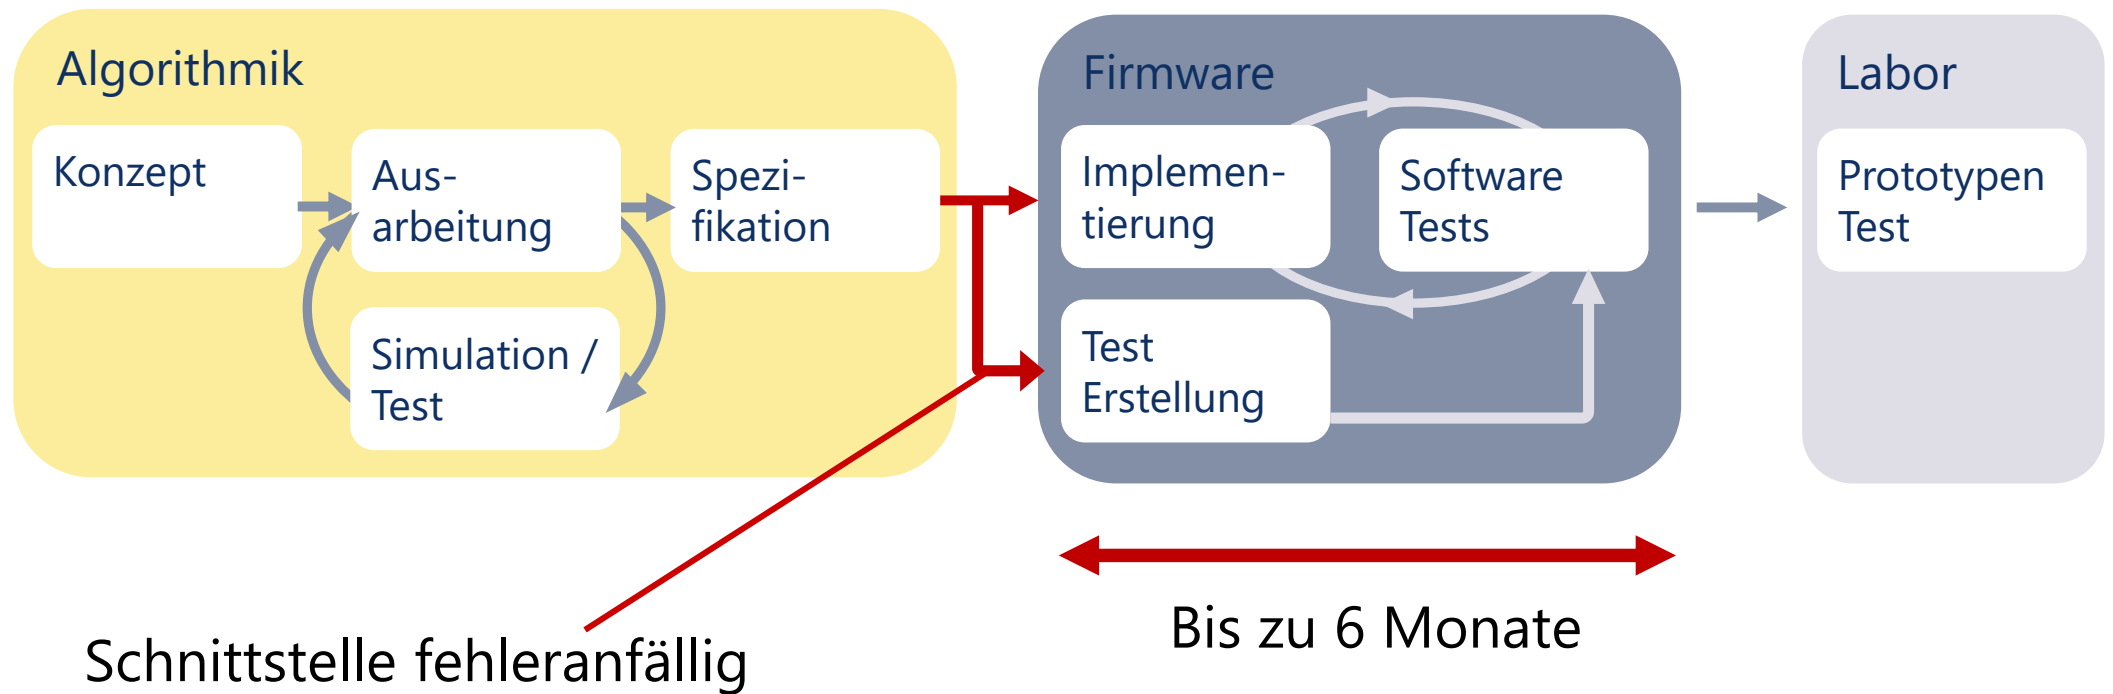 Algorithmik
Konzept
Aus-
arbeitung
Spezi-
fikation
Simulation /
Test
Firmware
Implemen-
tierung
Software
Tests
Test
Erstellung
Labor
Prototypen
Test
Schnittstelle fehleranfällig
Bis zu 6 Monate